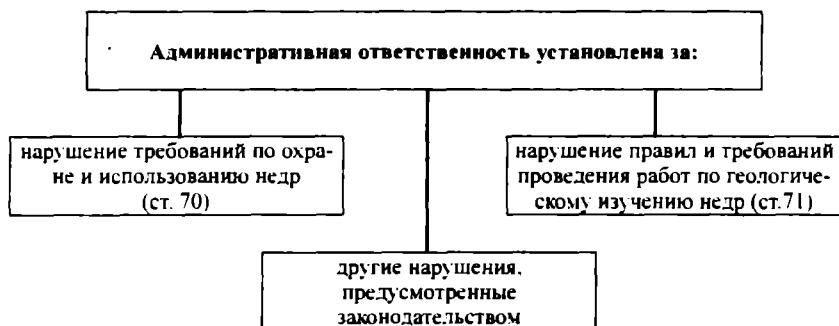 Административная ответственность установлена за:
нарушение требований по охра-
не и использованию недр
(ст. 70)
нарушение правил и требований
проведения работ по геологиче-
скому изучению недр (ст.71)
другие нарушения,
предусмотренные
законодательством